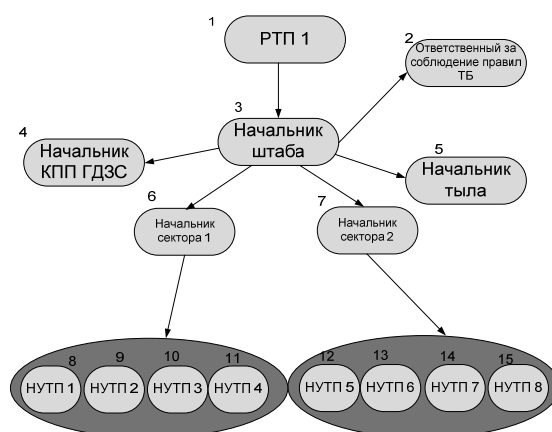 1
РТП 1
2
Ответственный за
соблюдение правил
ТБ
3
Начальник
штаба
4
Начальник
КПП ГДЗС
5
Начальник
тыла
6
Начальник
сектора 1
7
Начальник
сектора 2
8 9 10 11
НУТП 1 НУТП 2 НУТП 3 НУТП 4
12 13 14 15
НУТП 5 НУТП 6 НУТП 7 НУТП 8